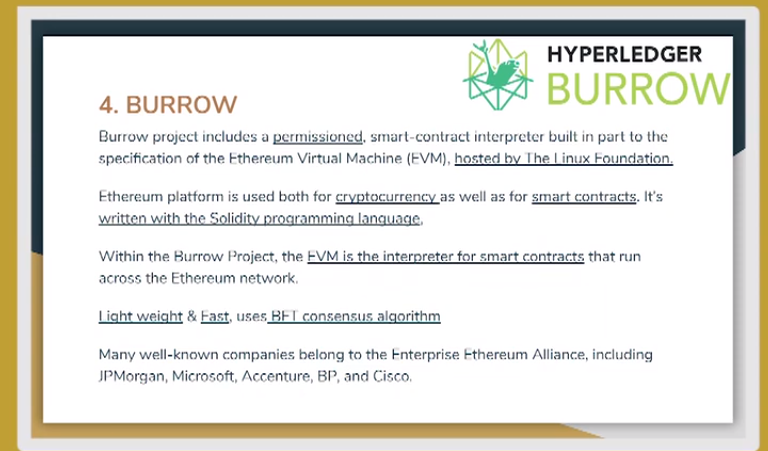 HYPERLEDGER
BURROW
4. BURROW
Burrow project includes a permissioned, smart-contract interpreter built in part to the
specification of the Ethereum Virtual Machine (EVM), hosted by The Linux Foundation.
Ethereum platform is used both for cryptocurrency as well as for smart contracts. It's
written with the Solidity programming language,
Within the Burrow Project, the EVM is the interpreter for smart contracts that run
across the Ethereum network.
Light weight & Fast, uses BFT consensus algorithm
Many well-known companies belong to the Enterprise Ethereum Alliance, including
JPMorgan, Microsoft, Accenture, BP, and Cisco.